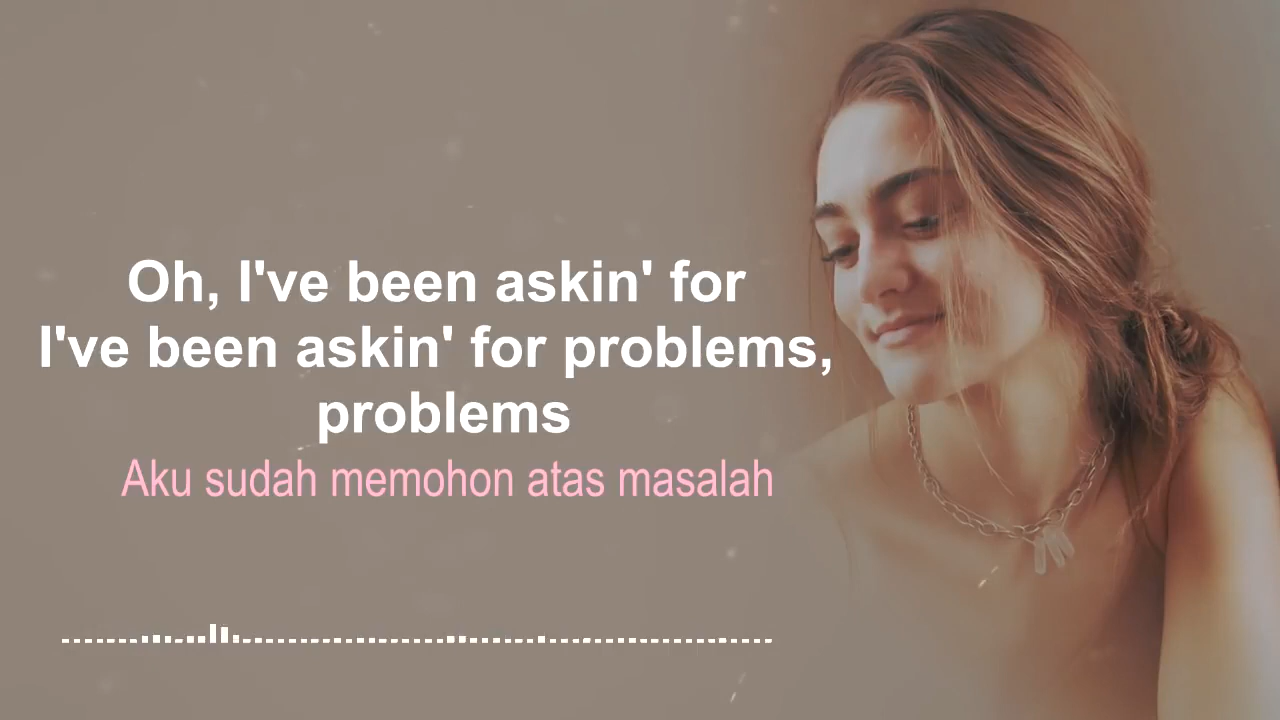 Oh, I've been askin' for
I've been askin' for problems,
problems
Aku sudah memohon atas masalah